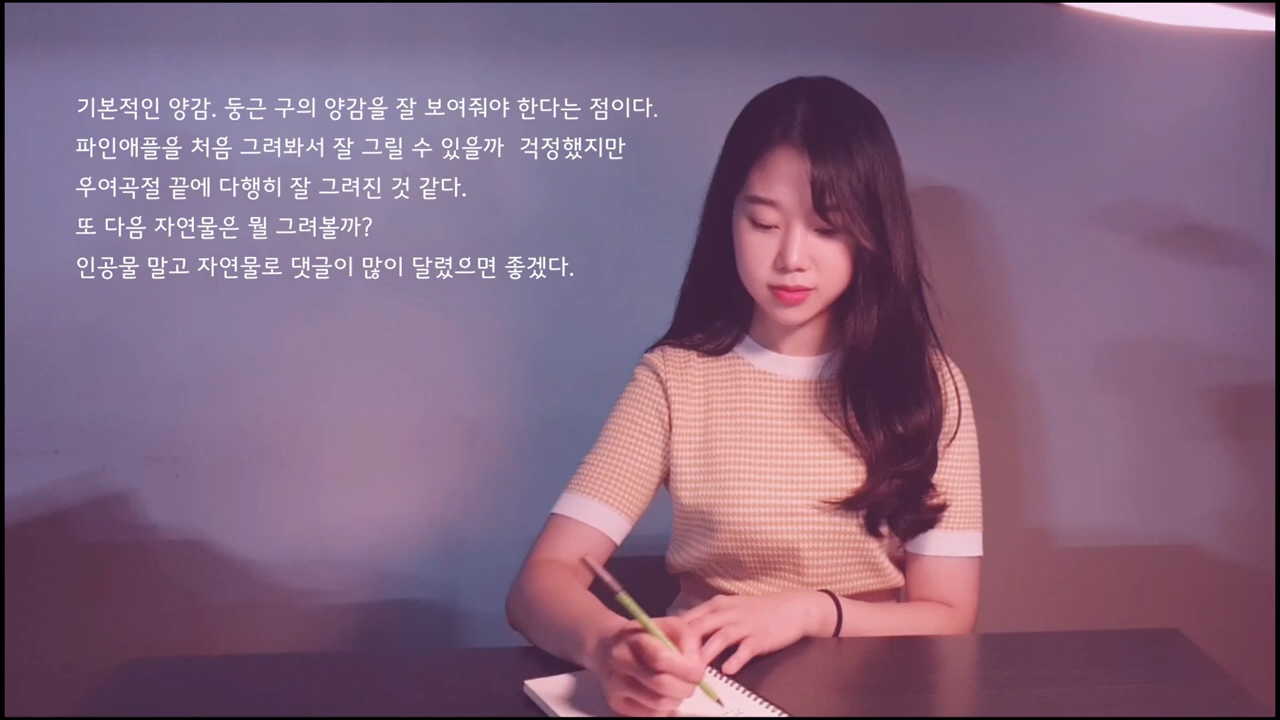 기본적인 양감. 둥근 구의 양감을 잘 보여줘야 한다는 점이다.
파인애플을 처음 그려봐서 잘 그릴 수 있을까  걱정했지만
우여곡절 끝에 다행히 잘 그려진 것 같다.
또 다음 자연물은 뭘 그려볼까?
인공물 말고 자연물로 댓글이 많이 달렸으면 좋겠다.